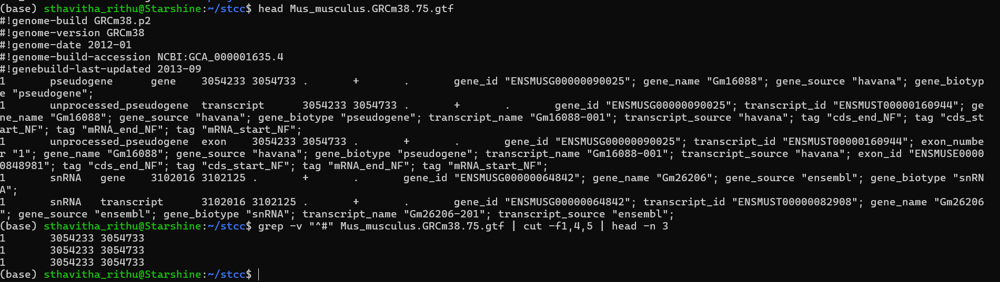 (base) sthavitha_rithu@Starshine:~/stcc$ head Mus_musculus.GRCm38.75.gtf
#!genome-build GRCm38.p2
#!genome-version GRCm38
#!genome-date 2012-01
#!genome-build-accession NCBI:GCA_000001635.4
#!genebuild-last-updated 2013-09
1       pseudogene      gene    3054233 3054733 .       +       .       gene_id "ENSMUSG00000090025"; gene_name "Gm16088"; gene_source "havana"; gene_biotyp
e "pseudogene";
1       unprocessed_pseudogene  transcript      3054233 3054733 .       +       .       gene_id "ENSMUSG00000090025"; transcript_id "ENSMUST00000160944"; ge
ne_name "Gm16088"; gene_source "havana"; gene_biotype "pseudogene"; transcript_name "Gm16088-001"; transcript_source "havana"; tag "cds_end_NF"; tag "cds_st
art_NF"; tag "mRNA_end_NF"; tag "mRNA_start_NF";
1       unprocessed_pseudogene  exon    3054233 3054733 .       +       .       gene_id "ENSMUSG00000090025"; transcript_id "ENSMUST00000160944"; exon_numbe
r "1"; gene_name "Gm16088"; gene_source "havana"; gene_biotype "pseudogene"; transcript_name "Gm16088-001"; transcript_source "havana"; exon_id "ENSMUSE0000
0848981"; tag "cds_end_NF"; tag "cds_start_NF"; tag "mRNA_end_NF"; tag "mRNA_start_NF";
1       snRNA   gene    3102016 3102125 .       +       .       gene_id "ENSMUSG00000064842"; gene_name "Gm26206"; gene_source "ensembl"; gene_biotype "snRN
A";
1       snRNA   transcript      3102016 3102125 .       +       .       gene_id "ENSMUSG00000064842"; transcript_id "ENSMUST00000082908"; gene_name "Gm26206
"; gene_source "ensembl"; gene_biotype "snRNA"; transcript_name "Gm26206-201"; transcript_source "ensembl";
(base) sthavitha_rithu@Starshine:~/stcc$ grep -v "^#" Mus_musculus.GRCm38.75.gtf | cut -f1,4,5 | head -n 3
1       3054233 3054733
1       3054233 3054733
1       3054233 3054733
(base) sthavitha_rithu@Starshine:~/stcc$